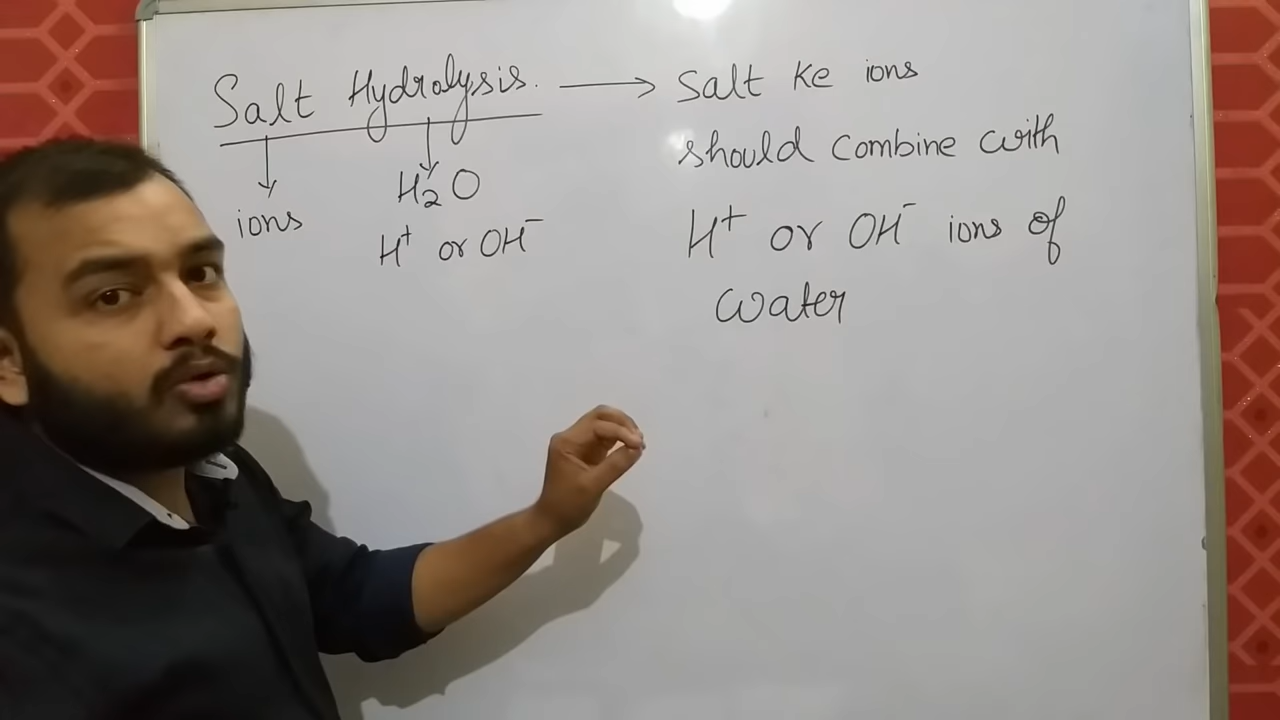 Salt Hydrolysis. → Salt ke ions
should combine with
H⁺ or OH⁻ ions of
water
ions
H₂O
H⁺ or OH⁻